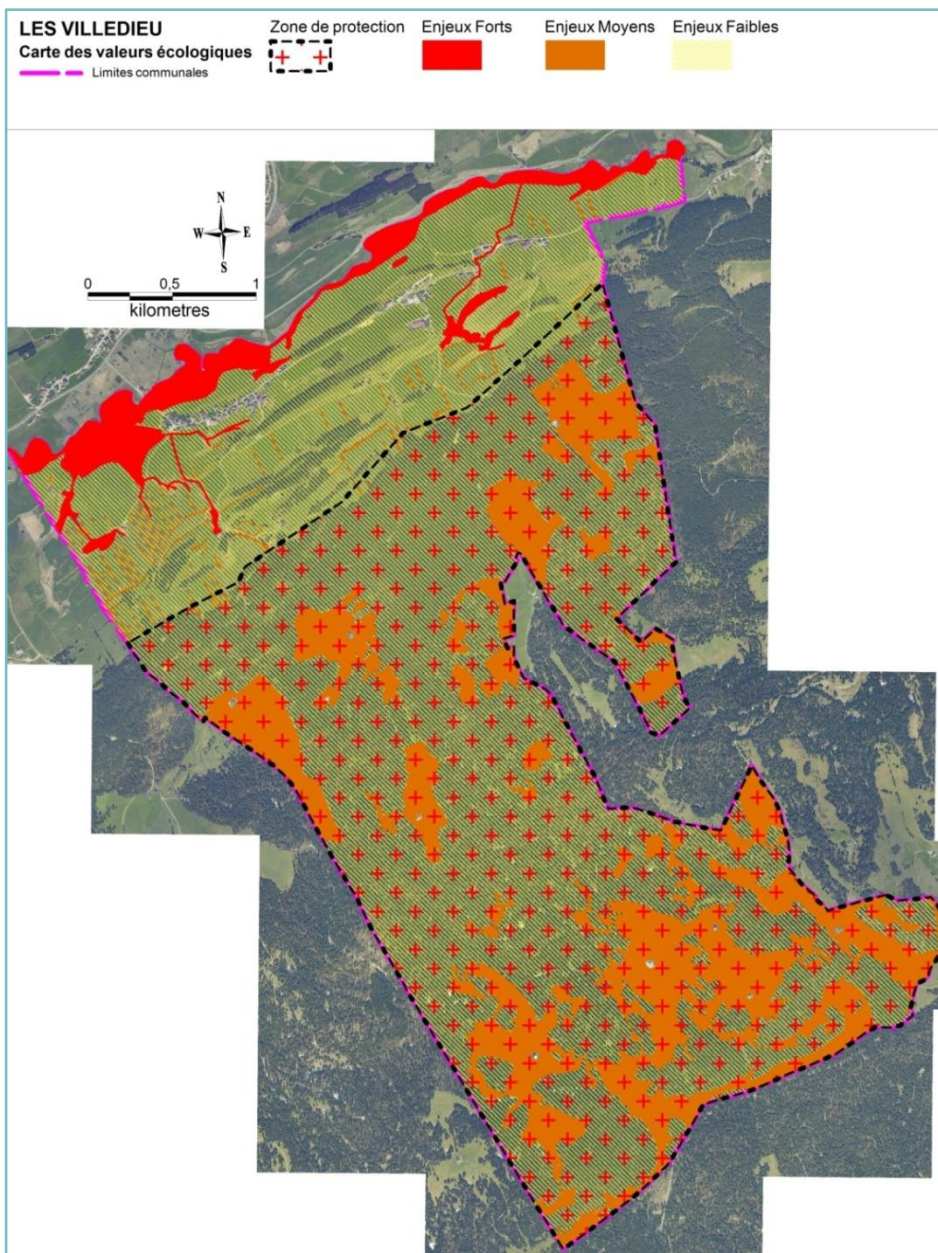 LES VILLEDIEU
Carte des valeurs écologiques
Limites communales
Zone de protection
Enjeux Forts
Enjeux Moyens
Enjeux Faibles
N
W E
S
0 0,5 1
kilometres